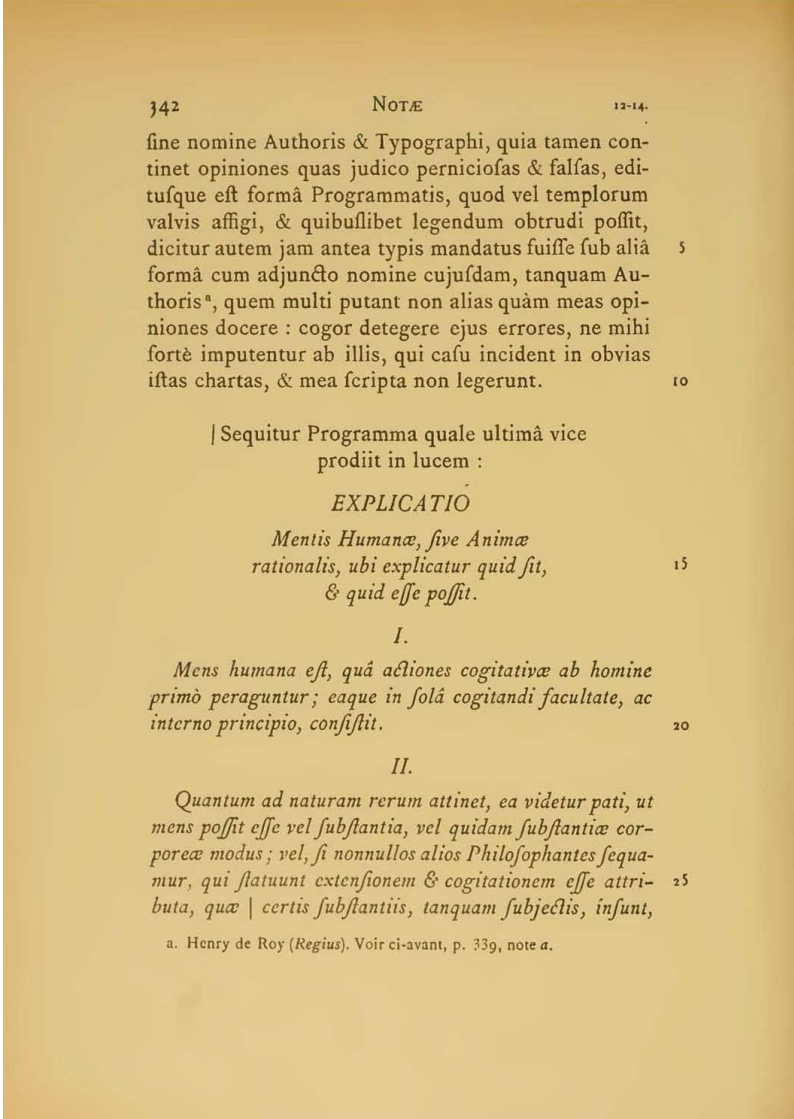 342 NOTÆ 12-14.
ſine nomine Authoris & Typographi, quia tamen con-
tinet opiniones quas judico pernicioſas & falſas, edi-
tuſque eſt formâ Programmatis, quod vel templorum
valvis affigi, & quibuſlibet legendum obtrudi poſſit,
dicitur autem jam antea typis mandatus fuiſſe ſub aliâ 5
formâ cum adjuncto nomine cujuſdam, tanquam Au-
thoris ª, quem multi putant non alias quàm meas opi-
niones docere : cogor detegere ejus errores, ne mihi
fortè imputentur ab illis, qui caſu incident in obvias
iſtas chartas, & mea ſcripta non legerunt. 10
| Sequitur Programma quale ultimâ vice
prodiit in lucem :
EXPLICATIO
Mentis Humanæ, ſive Animæ
rationalis, ubi explicatur quid ſit, 15
& quid eſſe poſſit.
I.
Mens humana eſt, quâ actiones cogitativæ ab homine
primò peraguntur ; eaque in ſolâ cogitandi facultate, ac
interno principio, conſiſtit. 20
II.
Quantum ad naturam rerum attinet, ea videtur pati, ut
mens poſſit eſſe vel ſubſtantia, vel quidam ſubſtantiæ cor-
poreæ modus ; vel, ſi nonnullos alios Philoſophantes ſequa-
mur, qui ſtatuunt extenſionem & cogitationem eſſe attri- 25
buta, quæ | certis ſubſtantiis, tanquam ſubjectis, inſunt,
a. Henry de Roy (Regius). Voir ci-avant, p. 339, note a.